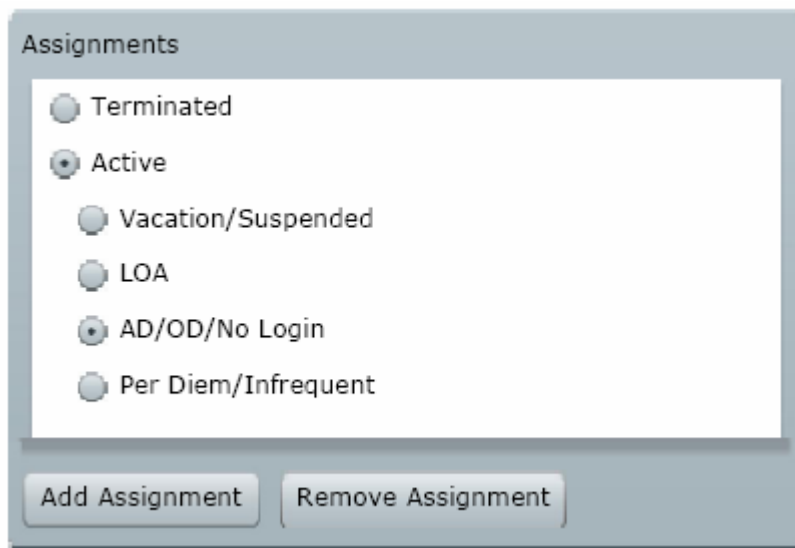 Assignments
Terminated
Active
Vacation/Suspended
LOA
AD/OD/No Login
Per Diem/Infrequent
Add Assignment Remove Assignment